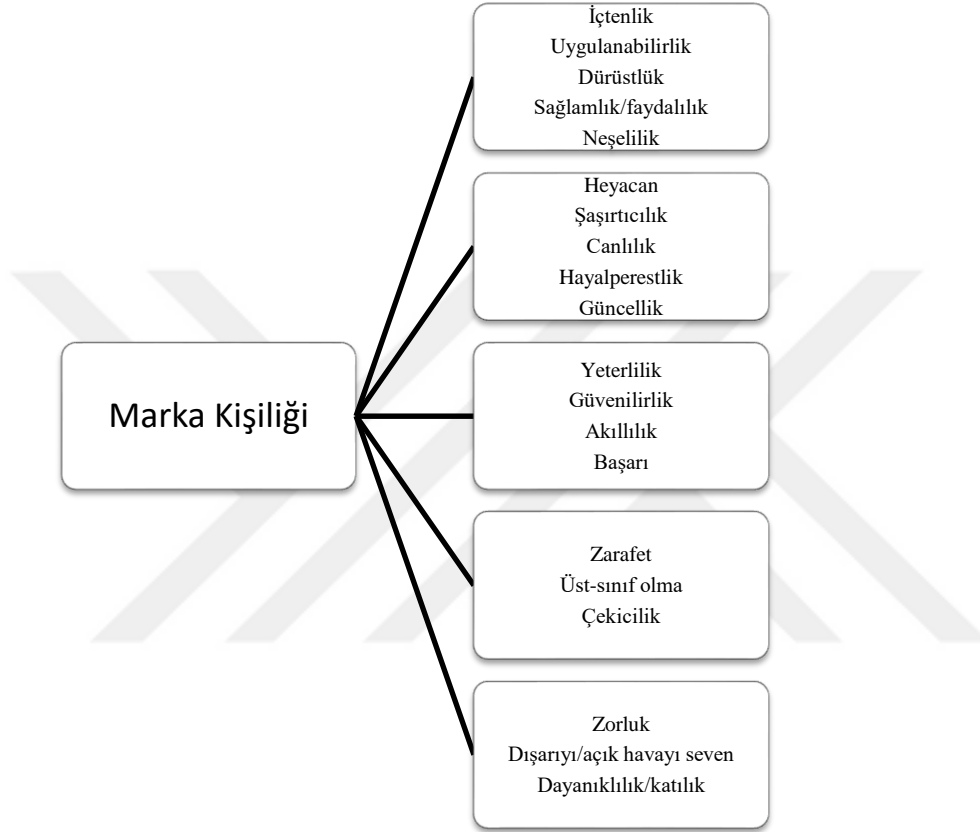 İçtenlik
Uygulanabilirlik
Dürüstlük
Sağlamlık/faydalılık
Neşelilik
Heyacan
Şaşırtıcılık
Canlılık
Hayalperestlik
Güncellik
Marka Kişiliği
Yeterlilik
Güvenilirlik
Akıllılık
Başarı
Zarafet
Üst-sınıf olma
Çekicilik
Zorluk
Dışarıyı/açık havayı seven
Dayanıklılık/katılık